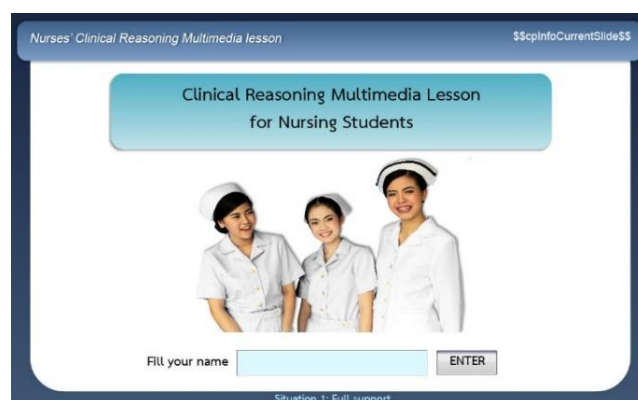 Nurses' Clinical Reasoning Multimedia lesson
$$cpInfoCurrentSlide$$
Clinical Reasoning Multimedia Lesson
for Nursing Students
Fill your name
ENTER
Situation 1: Full support